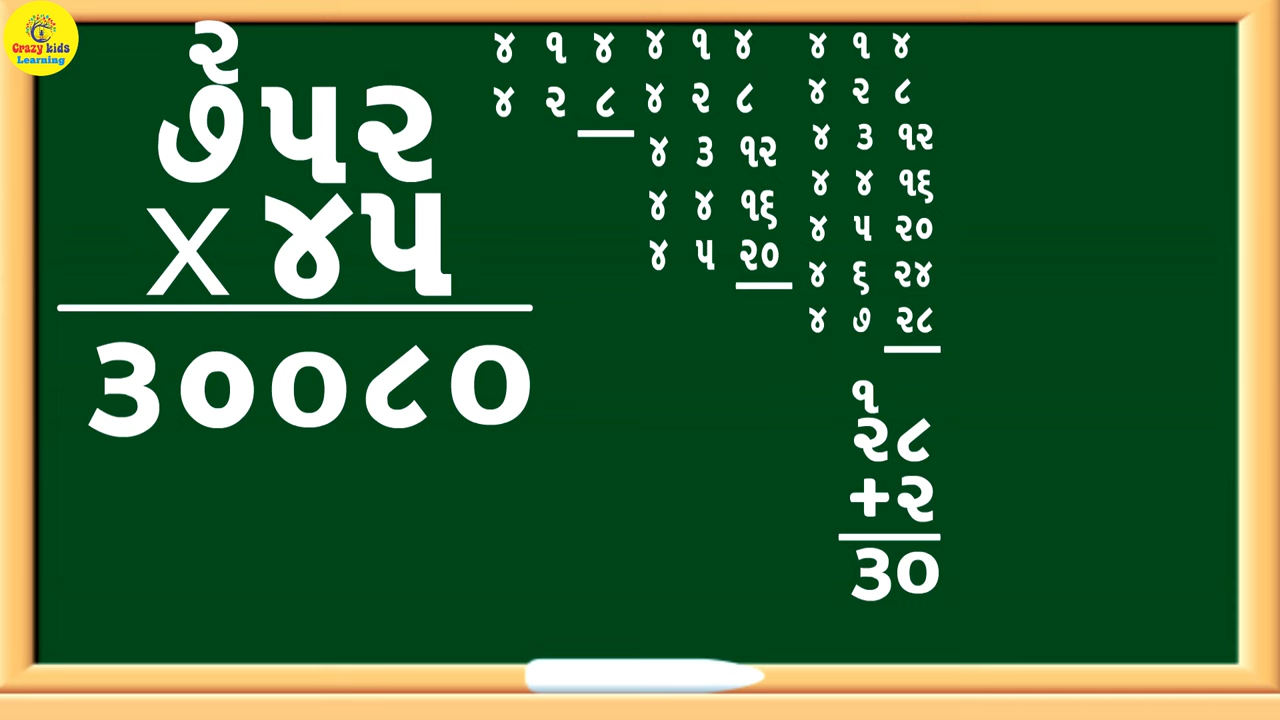 Crazy kids
Learning
૨
૭૫૨
X ૪૫
૩૦૦૮૦
૪ ૧ ૪
૪ ૨ ૮
૪ ૧ ૪
૪ ૨ ૮
૪ ૩ ૧૨
૪ ૪ ૧૬
૪ ૫ ૨૦
૪ ૧ ૪
૪ ૨ ૮
૪ ૩ ૧૨
૪ ૪ ૧૬
૪ ૫ ૨૦
૪ ૬ ૨૪
૪ ૭ ૨૮
૧
૨૮
+૨
૩૦